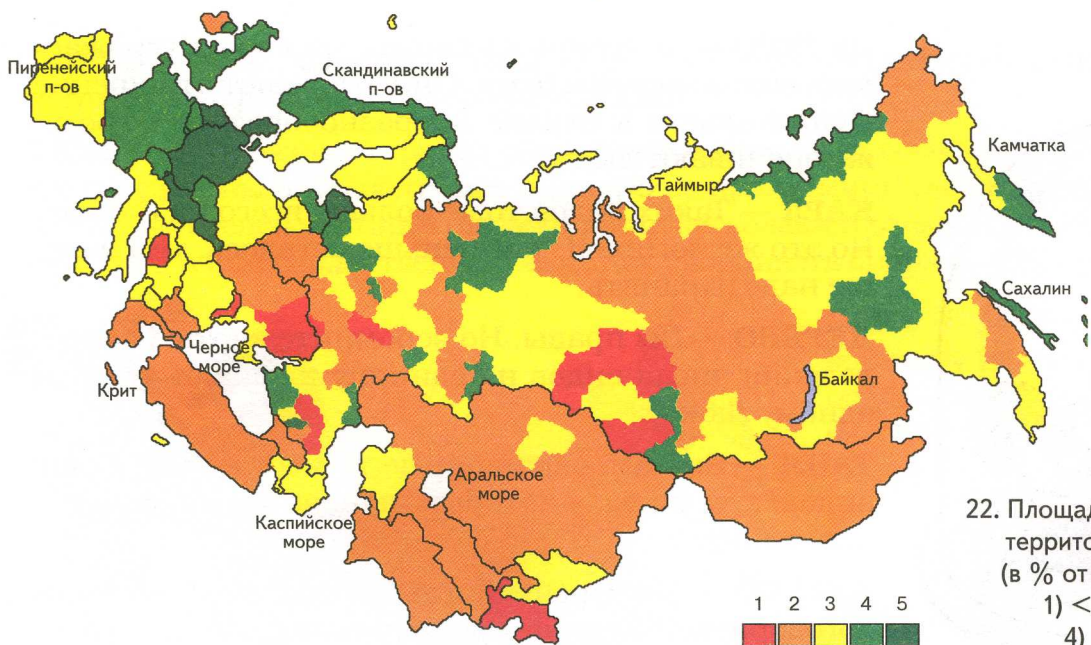 Пиренейский
п-ов
Скандинавский
п-ов
Таймыр
Камчатка
Сахалин
Байкал
Черное
море
Крит
Аральское
море
Каспийское
море
22. Площад
территo
(в % от
1) <
4)
1 2 3 4 5